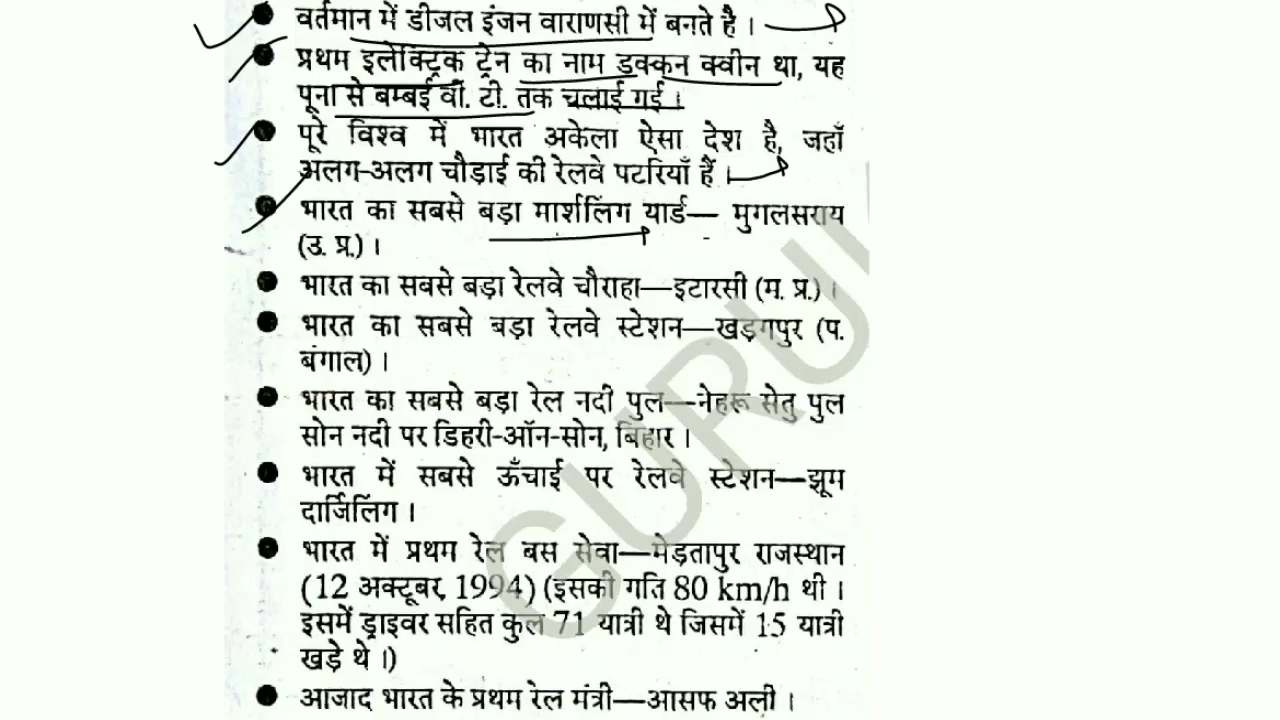 वर्तमान में डीजल इंजन वाराणसी में बनते है ।
प्रथम इलेक्ट्रिक ट्रेन का नाम डक्कन क्वीन था, यह
पूना से बम्बई वी. टी. तक चलाई गई ।
पूरे विश्व में भारत अकेला ऐसा देश है, जहाँ
अलग-अलग चौड़ाई की रेलवे पटरियाँ हैं ।
भारत का सबसे बड़ा मार्शलिंग यार्ड— मुगलसराय
(उ. प्र.) ।
भारत का सबसे बड़ा रेलवे चौराहा—इटारसी (म. प्र.) ।
भारत का सबसे बड़ा रेलवे स्टेशन—खड़गपुर (प.
बंगाल) ।
भारत का सबसे बड़ा रेल नदी पुल—नेहरू सेतु पुल
सोन नदी पर डिहरी-ऑन-सोन, बिहार ।
भारत में सबसे ऊँचाई पर रेलवे स्टेशन—झूम
दार्जिलिंग ।
भारत में प्रथम रेल बस सेवा—मेड़तापुर राजस्थान
(12 अक्टूबर, 1994) (इसकी गति 80 km/h थी ।
इसमें ड्राइवर सहित कुल 71 यात्री थे जिसमें 15 यात्री
खड़े थे ।)
आजाद भारत के प्रथम रेल मंत्री—आसफ अली ।
GURU